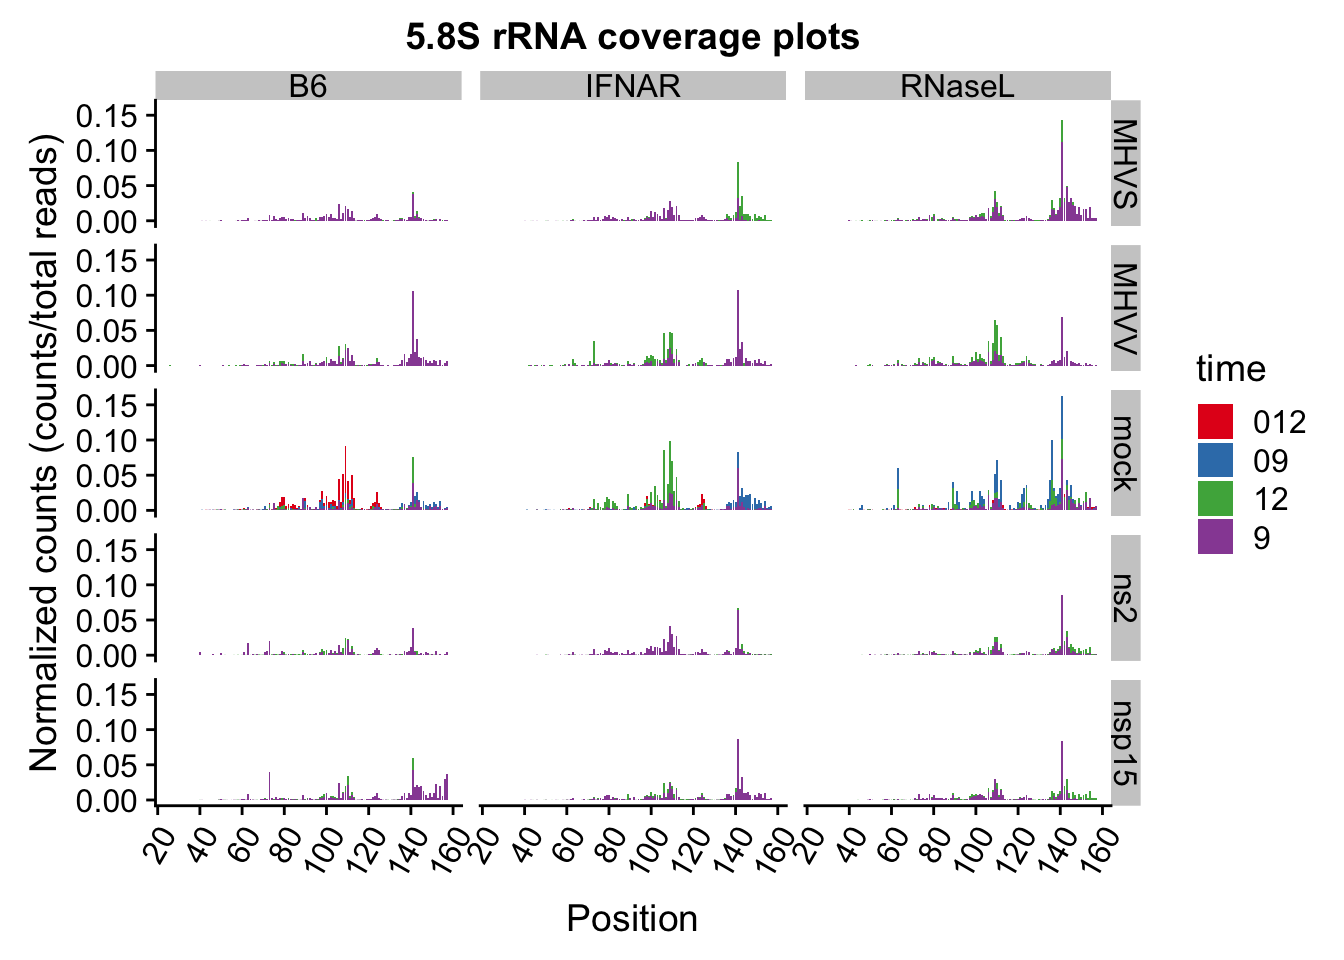 5.8S rRNA coverage plots
B6 IFNAR RNaseL
Normalized counts (counts/total reads)
0.15
0.10
0.05
0.00
MHVS
0.15
0.10
0.05
0.00
MHVV
0.15
0.10
0.05
0.00
mock
0.15
0.10
0.05
0.00
ns2
0.15
0.10
0.05
0.00
nsp15
20 40 60 80 100 120 140 160 20 40 60 80 100 120 140 160 20 40 60 80 100 120 140 160
Position
time
012
09
12
9